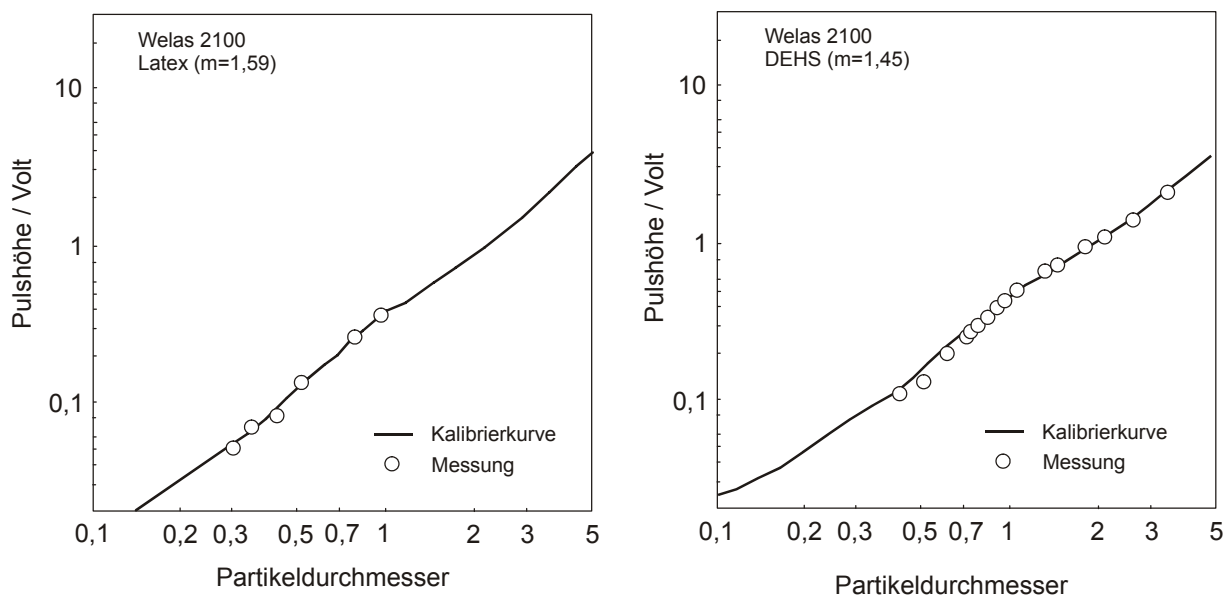 Welas 2100
Latex (m=1,59)
10
1
0,1
Pulshöhe / Volt
Kalibrierkurve
Messung
0,1 0,2 0,3 0,5 0,7 1 2 3 5
Partikeldurchmesser
Welas 2100
DEHS (m=1,45)
10
1
0,1
Pulshöhe / Volt
Kalibrierkurve
Messung
0,1 0,2 0,3 0,5 0,7 1 2 3 5
Partikeldurchmesser